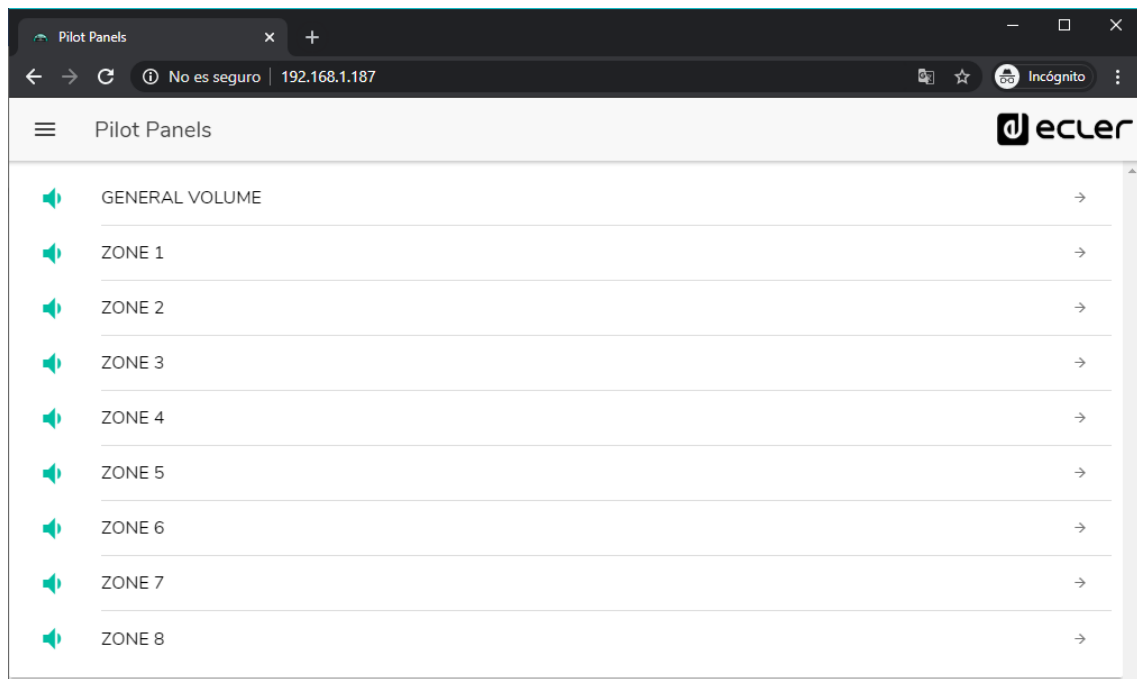 Pilot Panels
No es seguro | 192.168.1.187
Incógnito
Pilot Panels
ecler
GENERAL VOLUME
ZONE 1
ZONE 2
ZONE 3
ZONE 4
ZONE 5
ZONE 6
ZONE 7
ZONE 8